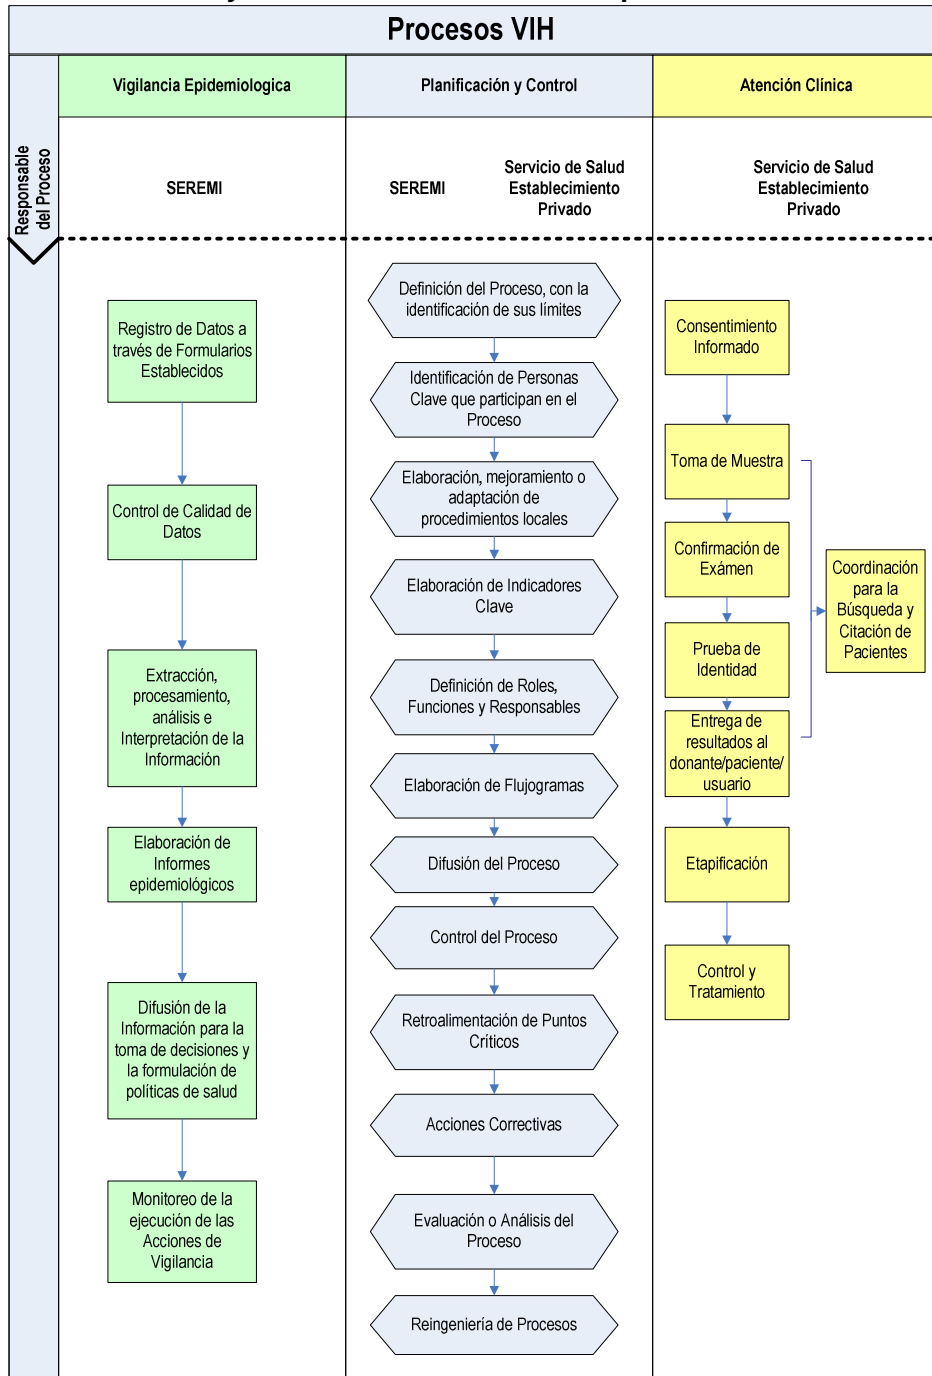 Procesos VIH
Vigilancia Epidemiologica
Planificación y Control
Atención Clínica
Responsable
del Proceso
SEREMI
SEREMI
Servicio de Salud
Establecimiento
Privado
Servicio de Salud
Establecimiento
Privado
Registro de Datos a
través de Formularios
Establecidos
Control de Calidad de
Datos
Extracción,
procesamiento,
análisis e
Interpretación de la
Información
Elaboración de
Informes
epidemiológicos
Difusión de la
Información para la
toma de decisiones y
la formulación de
políticas de salud
Monitoreo de la
ejecución de las
Acciones de
Vigilancia
Definición del Proceso, con la
identificación de sus límites
Identificación de Personas
Clave que participan en el
Proceso
Elaboración, mejoramiento o
adaptación de
procedimientos locales
Elaboración de Indicadores
Clave
Definición de Roles,
Funciones y Responsables
Elaboración de Flujogramas
Difusión del Proceso
Control del Proceso
Retroalimentación de Puntos
Críticos
Acciones Correctivas
Evaluación o Análisis del
Proceso
Reingeniería de Procesos
Consentimiento
Informado
Toma de Muestra
Confirmación de
Exámen
Prueba de
Identidad
Entrega de
resultados al
donante/paciente/
usuario
Etapificación
Control y
Tratamiento
Coordinación
para la
Búsqueda y
Citación de
Pacientes